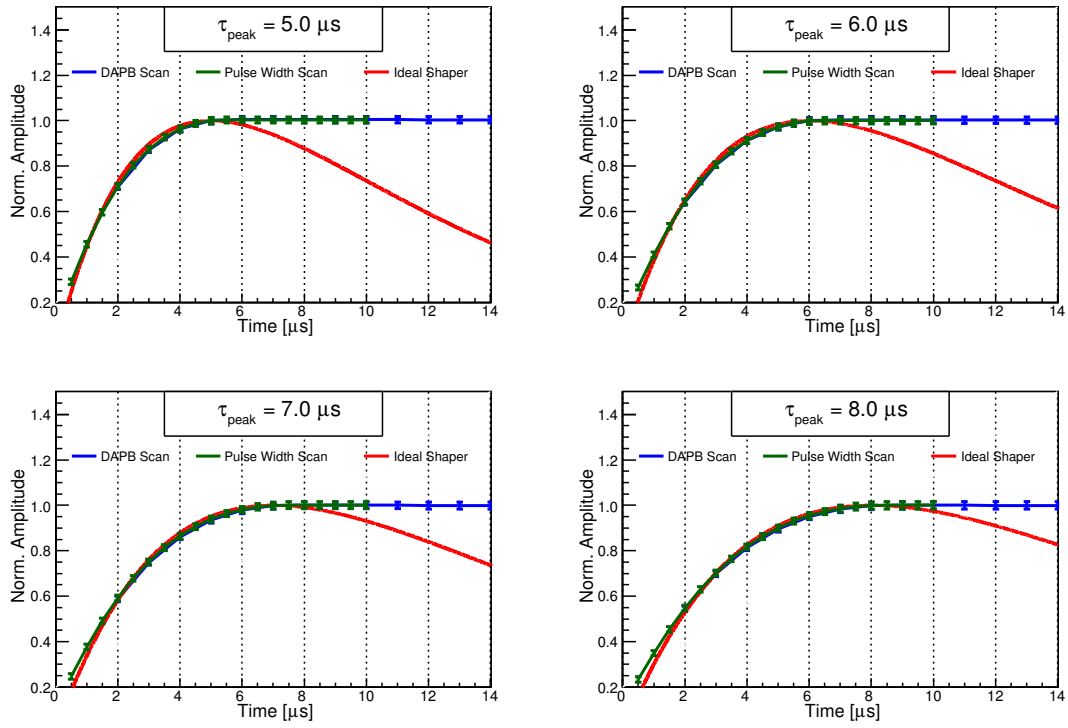 τpeak = 5.0 μs
1.4
1.2
DAPB Scan Pulse Width Scan Ideal Shaper
1.0
0.8
0.6
0.4
0.2
Norm. Amplitude
0 2 4 6 8 10 12 14
Time [μs]
τpeak = 6.0 μs
1.4
1.2
DAPB Scan Pulse Width Scan Ideal Shaper
1.0
0.8
0.6
0.4
0.2
Norm. Amplitude
0 2 4 6 8 10 12 14
Time [μs]
τpeak = 7.0 μs
1.4
1.2
DAPB Scan Pulse Width Scan Ideal Shaper
1.0
0.8
0.6
0.4
0.2
Norm. Amplitude
0 2 4 6 8 10 12 14
Time [μs]
τpeak = 8.0 μs
1.4
1.2
DAPB Scan Pulse Width Scan Ideal Shaper
1.0
0.8
0.6
0.4
0.2
Norm. Amplitude
0 2 4 6 8 10 12 14
Time [μs]